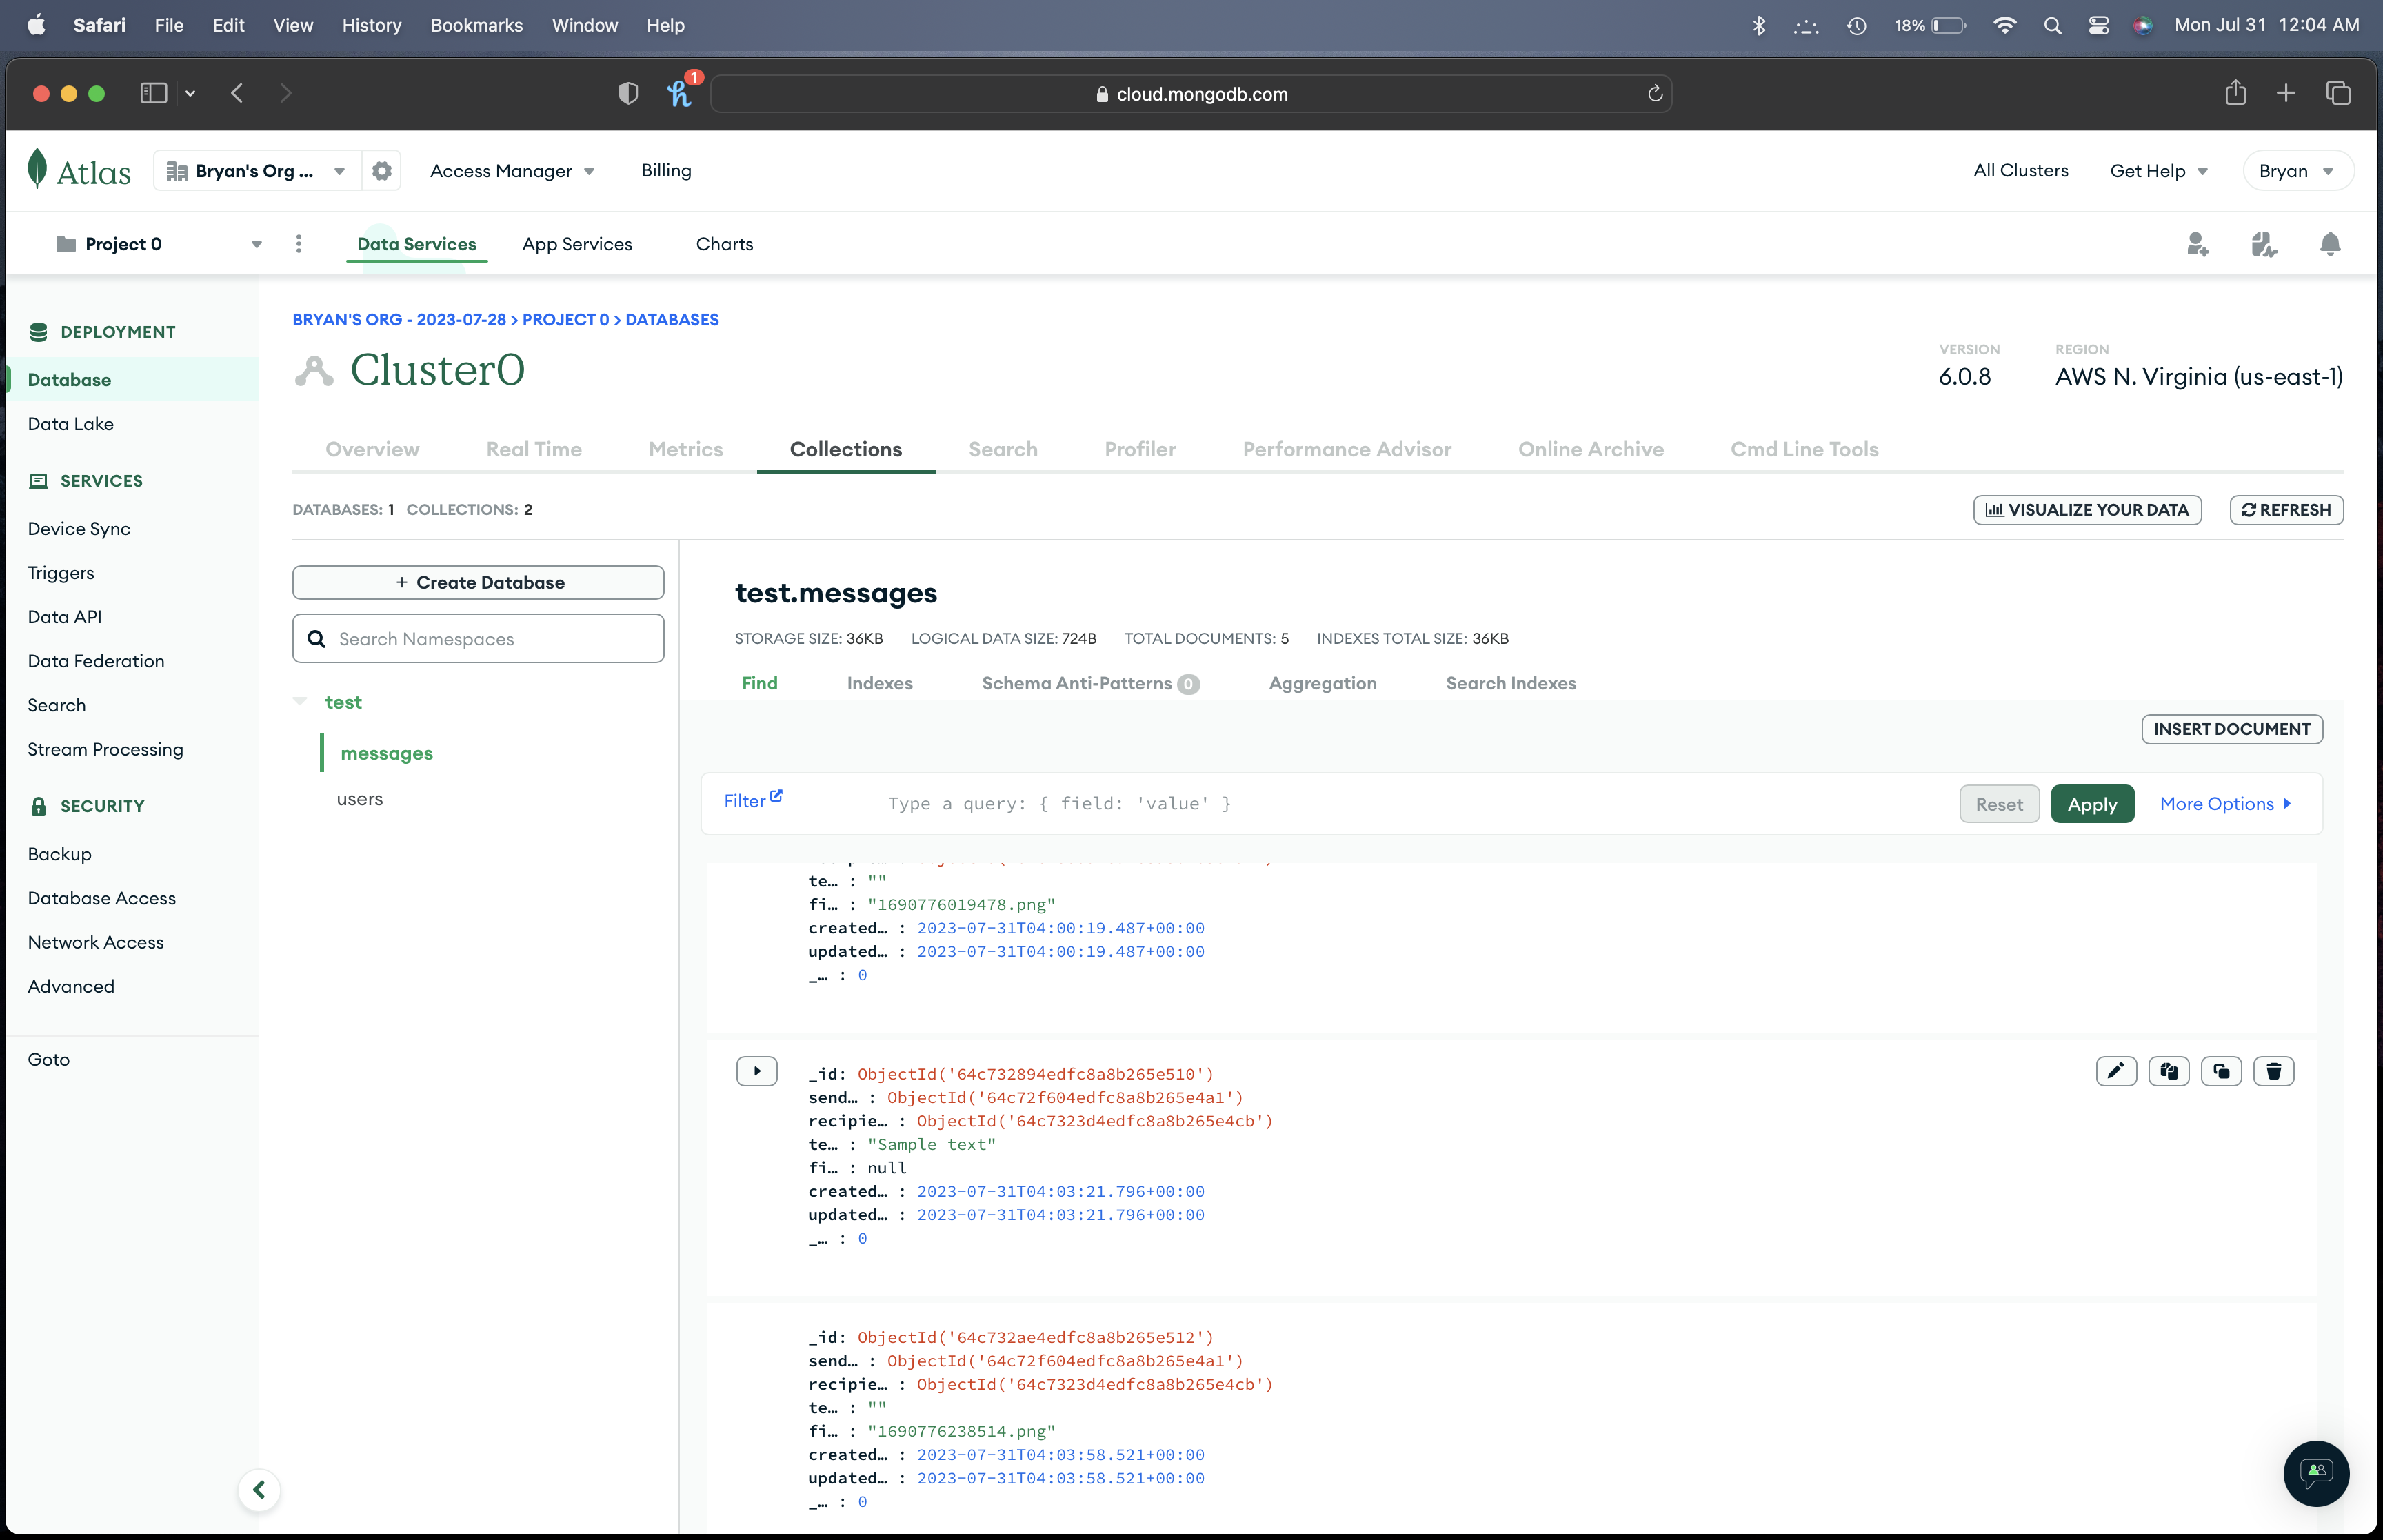 Safari File Edit View History Bookmarks Window Help 18% Mon Jul 31 12:04 AM
1 cloud.mongodb.com
Atlas Bryan's Org ... Access Manager Billing All Clusters Get Help Bryan
Project 0 Data Services App Services Charts
DEPLOYMENT
Database
Data Lake
SERVICES
Device Sync
Triggers
Data API
Data Federation
Search
Stream Processing
SECURITY
Backup
Database Access
Network Access
Advanced
Goto
BRYAN'S ORG - 2023-07-28 > PROJECT 0 > DATABASES
Cluster0
VERSION
6.0.8
REGION
AWS N. Virginia (us-east-1)
Overview Real Time Metrics Collections Search Profiler Performance Advisor Online Archive Cmd Line Tools
DATABASES: 1 COLLECTIONS: 2
VISUALIZE YOUR DATA REFRESH
+ Create Database
Search Namespaces
test
messages
users
test.messages
STORAGE SIZE: 36KB LOGICAL DATA SIZE: 724B TOTAL DOCUMENTS: 5 INDEXES TOTAL SIZE: 36KB
Find Indexes Schema Anti-Patterns 0 Aggregation Search Indexes
INSERT DOCUMENT
Filter Type a query: { field: 'value' } Reset Apply More Options
te… : ""
fi… : "1690776019478.png"
created… : 2023-07-31T04:00:19.487+00:00
updated… : 2023-07-31T04:00:19.487+00:00
_… : 0
_id: ObjectId('64c732894edfc8a8b265e510')
send… : ObjectId('64c72f604edfc8a8b265e4a1')
recipie… : ObjectId('64c7323d4edfc8a8b265e4cb')
te… : "Sample text"
fi… : null
created… : 2023-07-31T04:03:21.796+00:00
updated… : 2023-07-31T04:03:21.796+00:00
_… : 0
_id: ObjectId('64c732ae4edfc8a8b265e512')
send… : ObjectId('64c72f604edfc8a8b265e4a1')
recipie… : ObjectId('64c7323d4edfc8a8b265e4cb')
te… : ""
fi… : "1690776238514.png"
created… : 2023-07-31T04:03:58.521+00:00
updated… : 2023-07-31T04:03:58.521+00:00
_… : 0